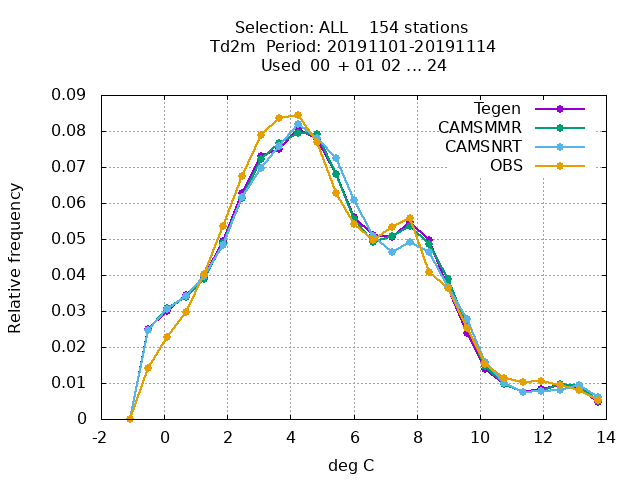 Selection: ALL    154 stations
Td2m  Period: 20191101-20191114
Used  00  + 01 02 ... 24
0.09
0.08
0.07
0.06
0.05
0.04
0.03
0.02
0.01
0
Relative frequency
Tegen
CAMSMMR
CAMSNRT
OBS
-2 0 2 4 6 8 10 12 14
deg C